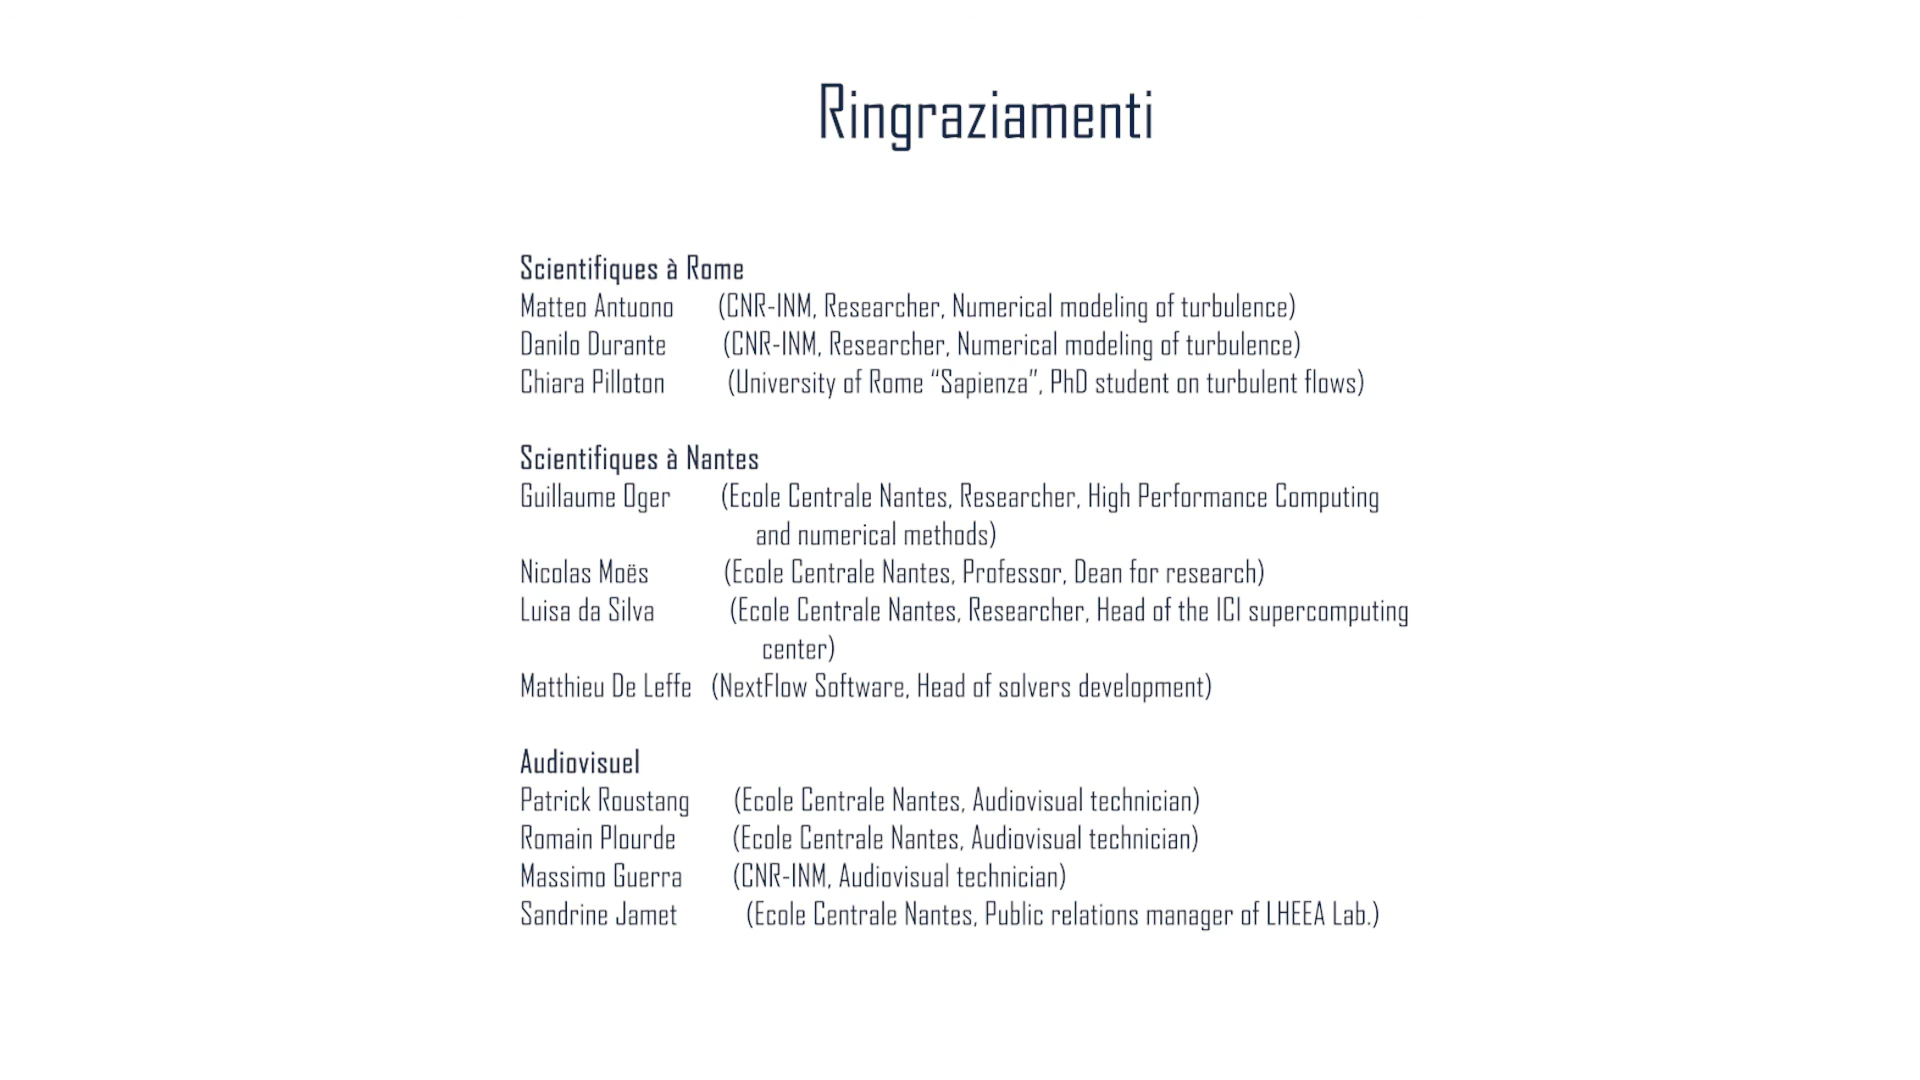 Ringraziamenti
Scientifiques à Rome
Matteo Antuono (CNR-INM, Researcher, Numerical modeling of turbulence)
Danilo Durante (CNR-INM, Researcher, Numerical modeling of turbulence)
Chiara Pilloton (University of Rome “Sapienza”, PhD student on turbulent flows)
Scientifiques à Nantes
Guillaume Oger (Ecole Centrale Nantes, Researcher, High Performance Computing
and numerical methods)
Nicolas Moës (Ecole Centrale Nantes, Professor, Dean for research)
Luisa da Silva (Ecole Centrale Nantes, Researcher, Head of the ICI supercomputing
center)
Matthieu De Leffe (NextFlow Software, Head of solvers development)
Audiovisuel
Patrick Roustang (Ecole Centrale Nantes, Audiovisual technician)
Romain Plourde (Ecole Centrale Nantes, Audiovisual technician)
Massimo Guerra (CNR-INM, Audiovisual technician)
Sandrine Jamet (Ecole Centrale Nantes, Public relations manager of LHEEA Lab.)